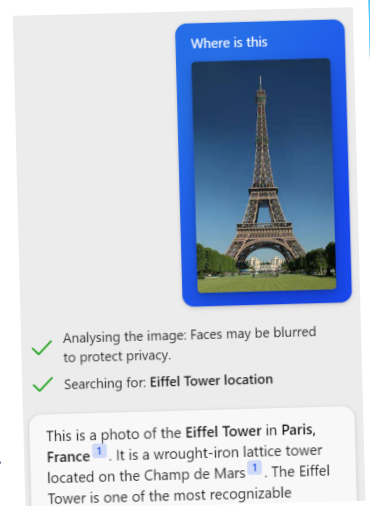 Where is this
Analysing the image: Faces may be blurred
to protect privacy.
Searching for: Eiffel Tower location
This is a photo of the Eiffel Tower in Paris,
France 1 . It is a wrought-iron lattice tower
located on the Champ de Mars 1 . The Eiffel
Tower is one of the most recognizable